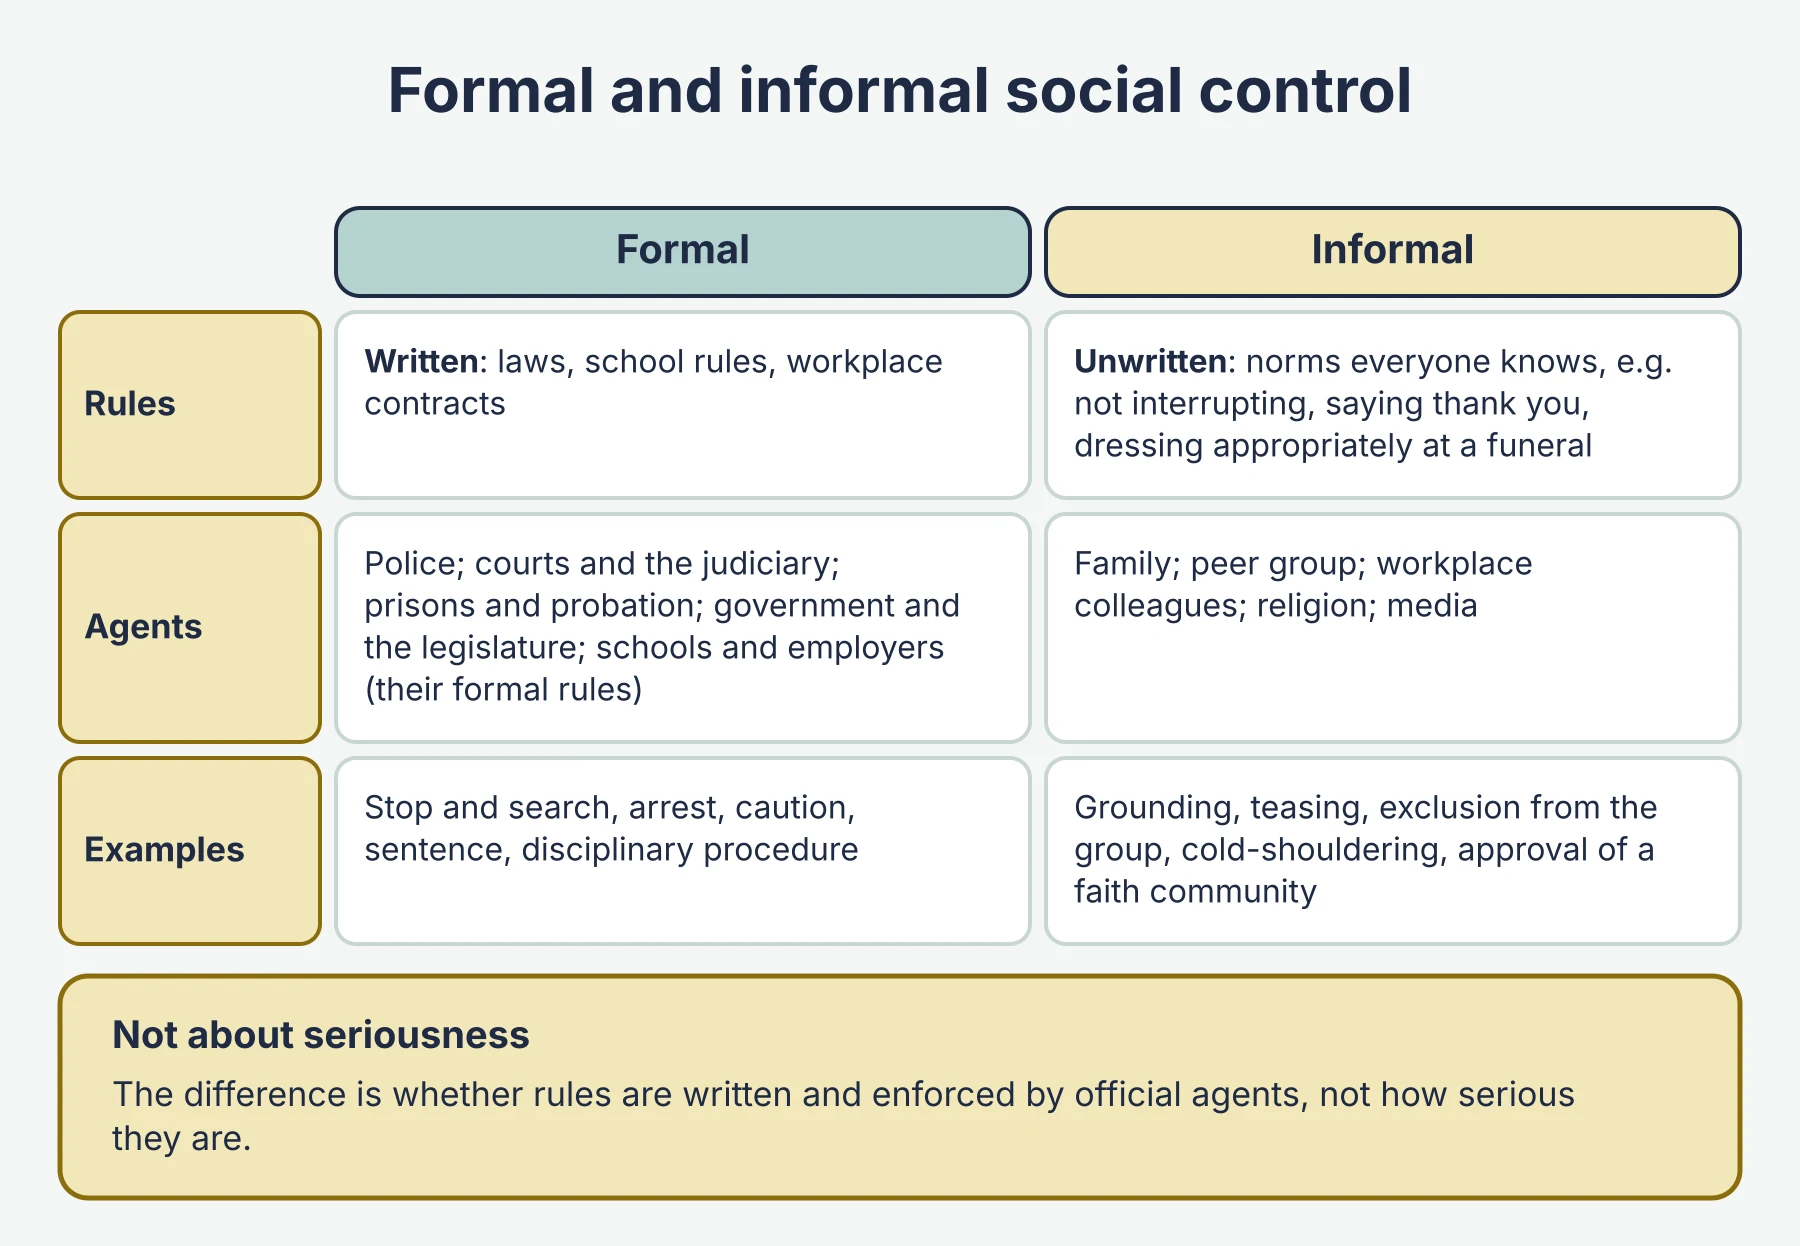 Formal and informal social control
Formal
Informal
Rules
Written: laws, school rules, workplace
contracts
Unwritten: norms everyone knows, e.g.
not interrupting, saying thank you,
dressing appropriately at a funeral
Agents
Police; courts and the judiciary;
prisons and probation; government and
the legislature; schools and employers
(their formal rules)
Family; peer group; workplace
colleagues; religion; media
Examples
Stop and search, arrest, caution,
sentence, disciplinary procedure
Grounding, teasing, exclusion from the
group, cold-shouldering, approval of a
faith community
Not about seriousness
The difference is whether rules are written and enforced by official agents, not how serious
they are.